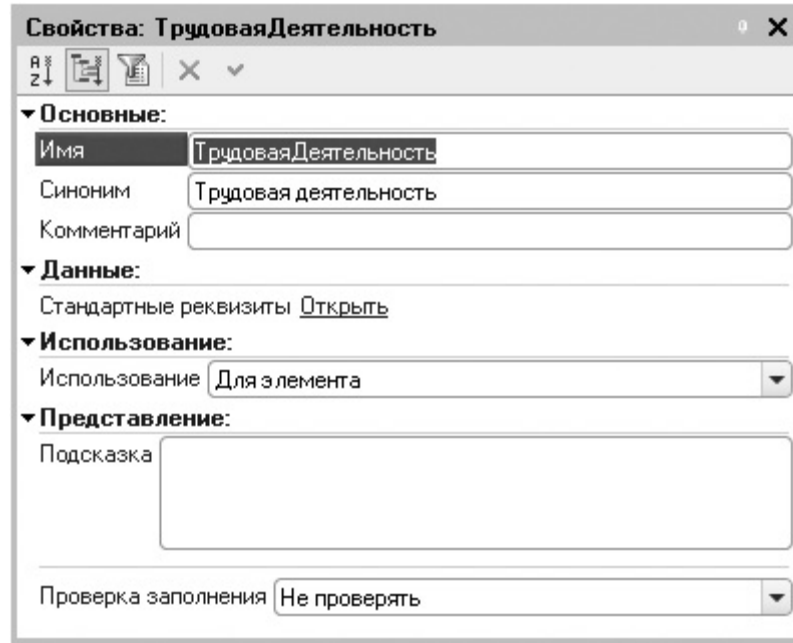 Свойства: ТрудоваяДеятельность
Основные:
Имя ТрудоваяДеятельность
Синоним Трудовая деятельность
Комментарий
Данные:
Стандартные реквизиты Открыть
Использование:
Использование Для элемента
Представление:
Подсказка
Проверка заполнения Не проверять